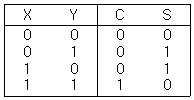 X Y C S
0 0 0 0
0 1 0 1
1 0 0 1
1 1 1 0